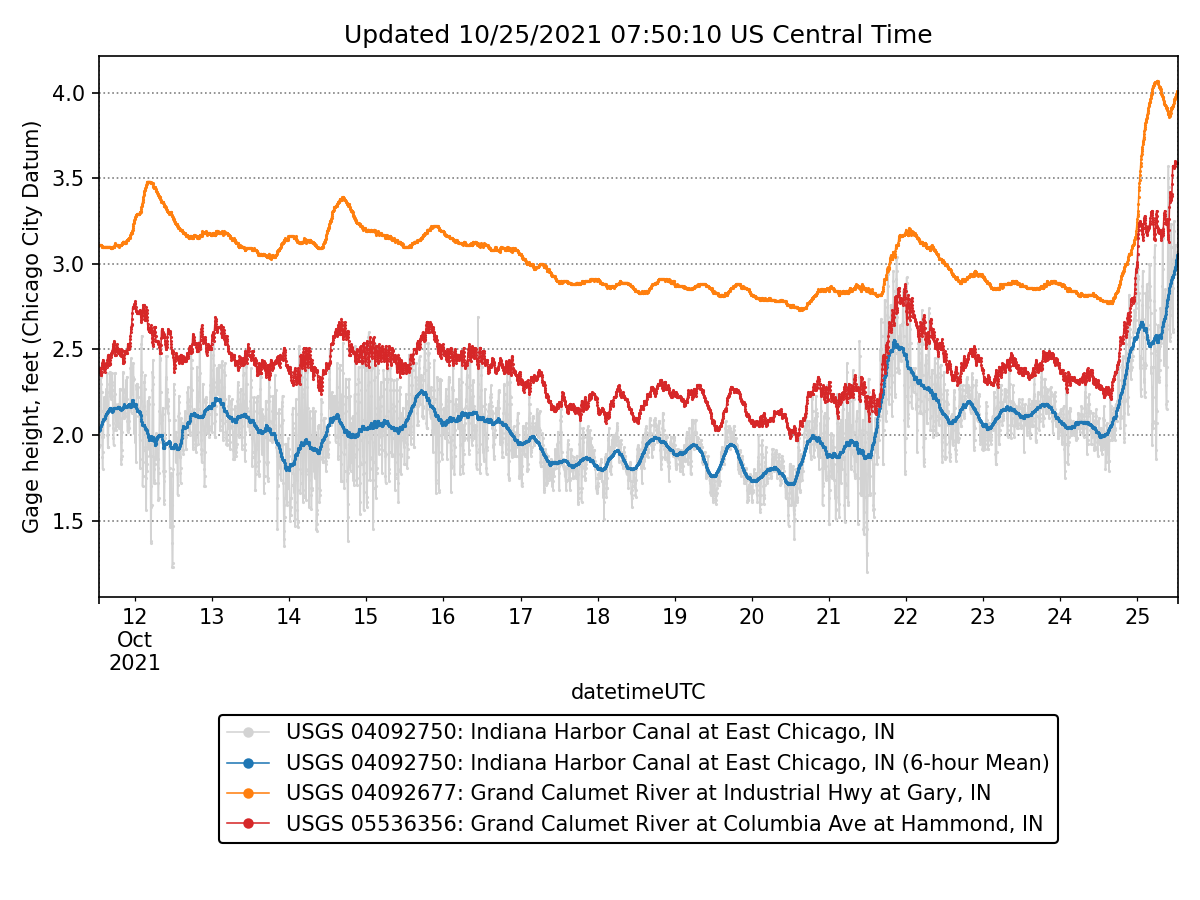 Updated 10/25/2021 07:50:10 US Central Time
Gage height, feet (Chicago City Datum)
4.0
3.5
3.0
2.5
2.0
1.5
12 13 14 15 16 17 18 19 20 21 22 23 24 25
Oct
2021
datetimeUTC
USGS 04092750: Indiana Harbor Canal at East Chicago, IN
USGS 04092750: Indiana Harbor Canal at East Chicago, IN (6-hour Mean)
USGS 04092677: Grand Calumet River at Industrial Hwy at Gary, IN
USGS 05536356: Grand Calumet River at Columbia Ave at Hammond, IN